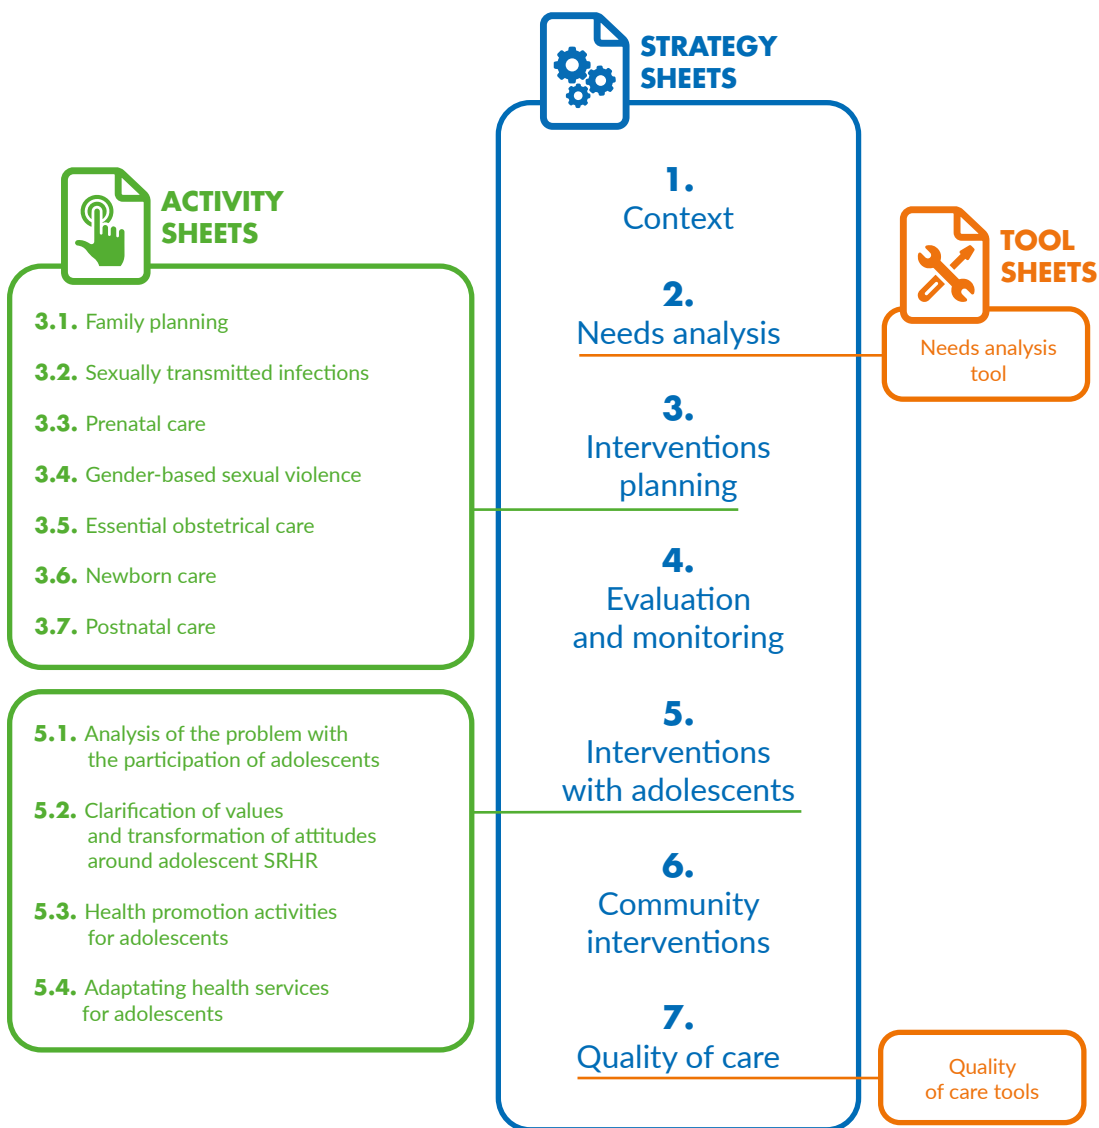 STRATEGY
SHEETS
1.
Context
2.
Needs analysis
3.
Interventions
planning
4.
Evaluation
and monitoring
5.
Interventions
with adolescents
6.
Community
interventions
7.
Quality of care
ACTIVITY
SHEETS
3.1. Family planning
3.2. Sexually transmitted infections
3.3. Prenatal care
3.4. Gender-based sexual violence
3.5. Essential obstetrical care
3.6. Newborn care
3.7. Postnatal care
5.1. Analysis of the problem with
the participation of adolescents
5.2. Clarification of values
and transformation of attitudes
around adolescent SRHR
5.3. Health promotion activities
for adolescents
5.4. Adaptating health services
for adolescents
TOOL
SHEETS
Needs analysis
tool
Quality
of care tools